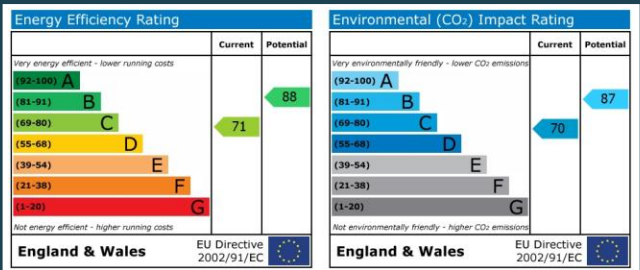 Energy Efficiency Rating
Current Potential
Very energy efficient - lower running costs
(92-100) A
(81-91) B
88
(69-80) C
71
(55-68) D
(39-54) E
(21-38) F
(1-20) G
Not energy efficient - higher running costs
England & Wales
EU Directive
2002/91/EC
Environmental (CO₂) Impact Rating
Current Potential
Very environmentally friendly - lower CO₂ emissions
(92-100) A
(81-91) B
87
(69-80) C
70
(55-68) D
(39-54) E
(21-38) F
(1-20) G
Not environmentally friendly - higher CO₂ emissions
England & Wales
EU Directive
2002/91/EC